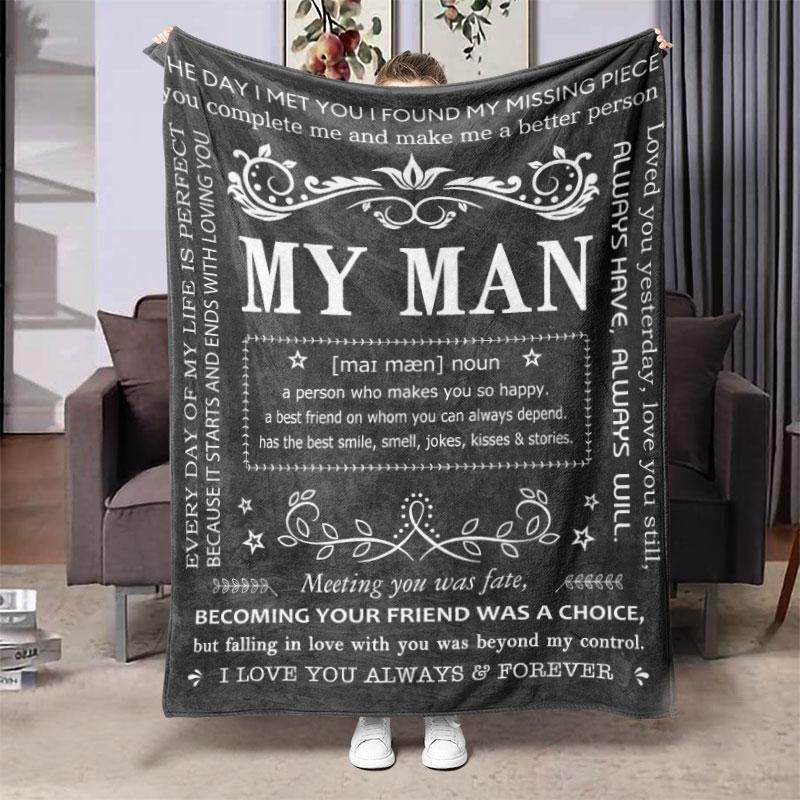 HE DAY I MET YOU I FOUND MY MISSING PIECE
you complete me and make me a better person
EVERY DAY OF MY LIFE IS PERFECT
BECAUSE IT STARTS AND ENDS WITH LOVING YOU
Loved you yesterday, love you still,
ALWAYS HAVE. ALWAYS WILL.
MY MAN
[maɪ mæn] noun
a person who makes you so happy.
a best friend on whom you can always depend.
has the best smile, smell, jokes, kisses & stories.
Meeting you was fate,
BECOMING YOUR FRIEND WAS A CHOICE,
but falling in love with you was beyond my control.
I LOVE YOU ALWAYS & FOREVER